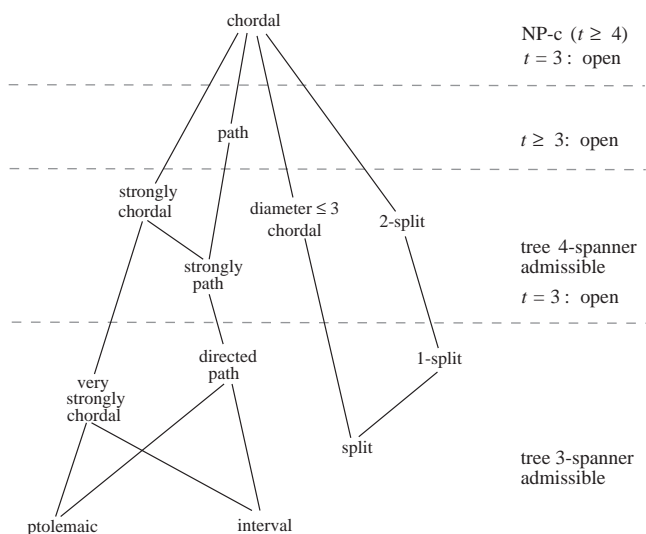 chordal
NP-c (t ≥ 4)
t = 3 : open
path
t ≥ 3: open
strongly
chordal
diameter ≤ 3
chordal
2-split
strongly
path
tree 4-spanner
admissible
t = 3 : open
directed
path
1-split
very
strongly
chordal
split
tree 3-spanner
admissible
ptolemaic
interval